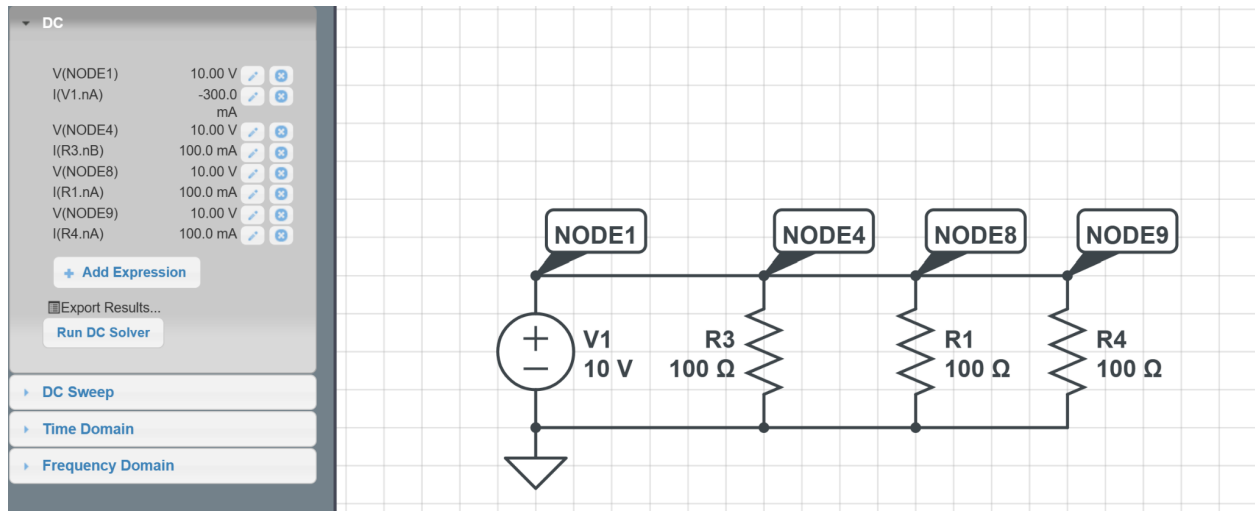 DC
V(NODE1) 10.00 V
I(V1.nA) -300.0
mA
V(NODE4) 10.00 V
I(R3.nB) 100.0 mA
V(NODE8) 10.00 V
I(R1.nA) 100.0 mA
V(NODE9) 10.00 V
I(R4.nA) 100.0 mA
+ Add Expression
Export Results...
Run DC Solver
DC Sweep
Time Domain
Frequency Domain
NODE1 NODE4 NODE8 NODE9
V1 R3 R1 R4
10 V 100 Ω 100 Ω 100 Ω